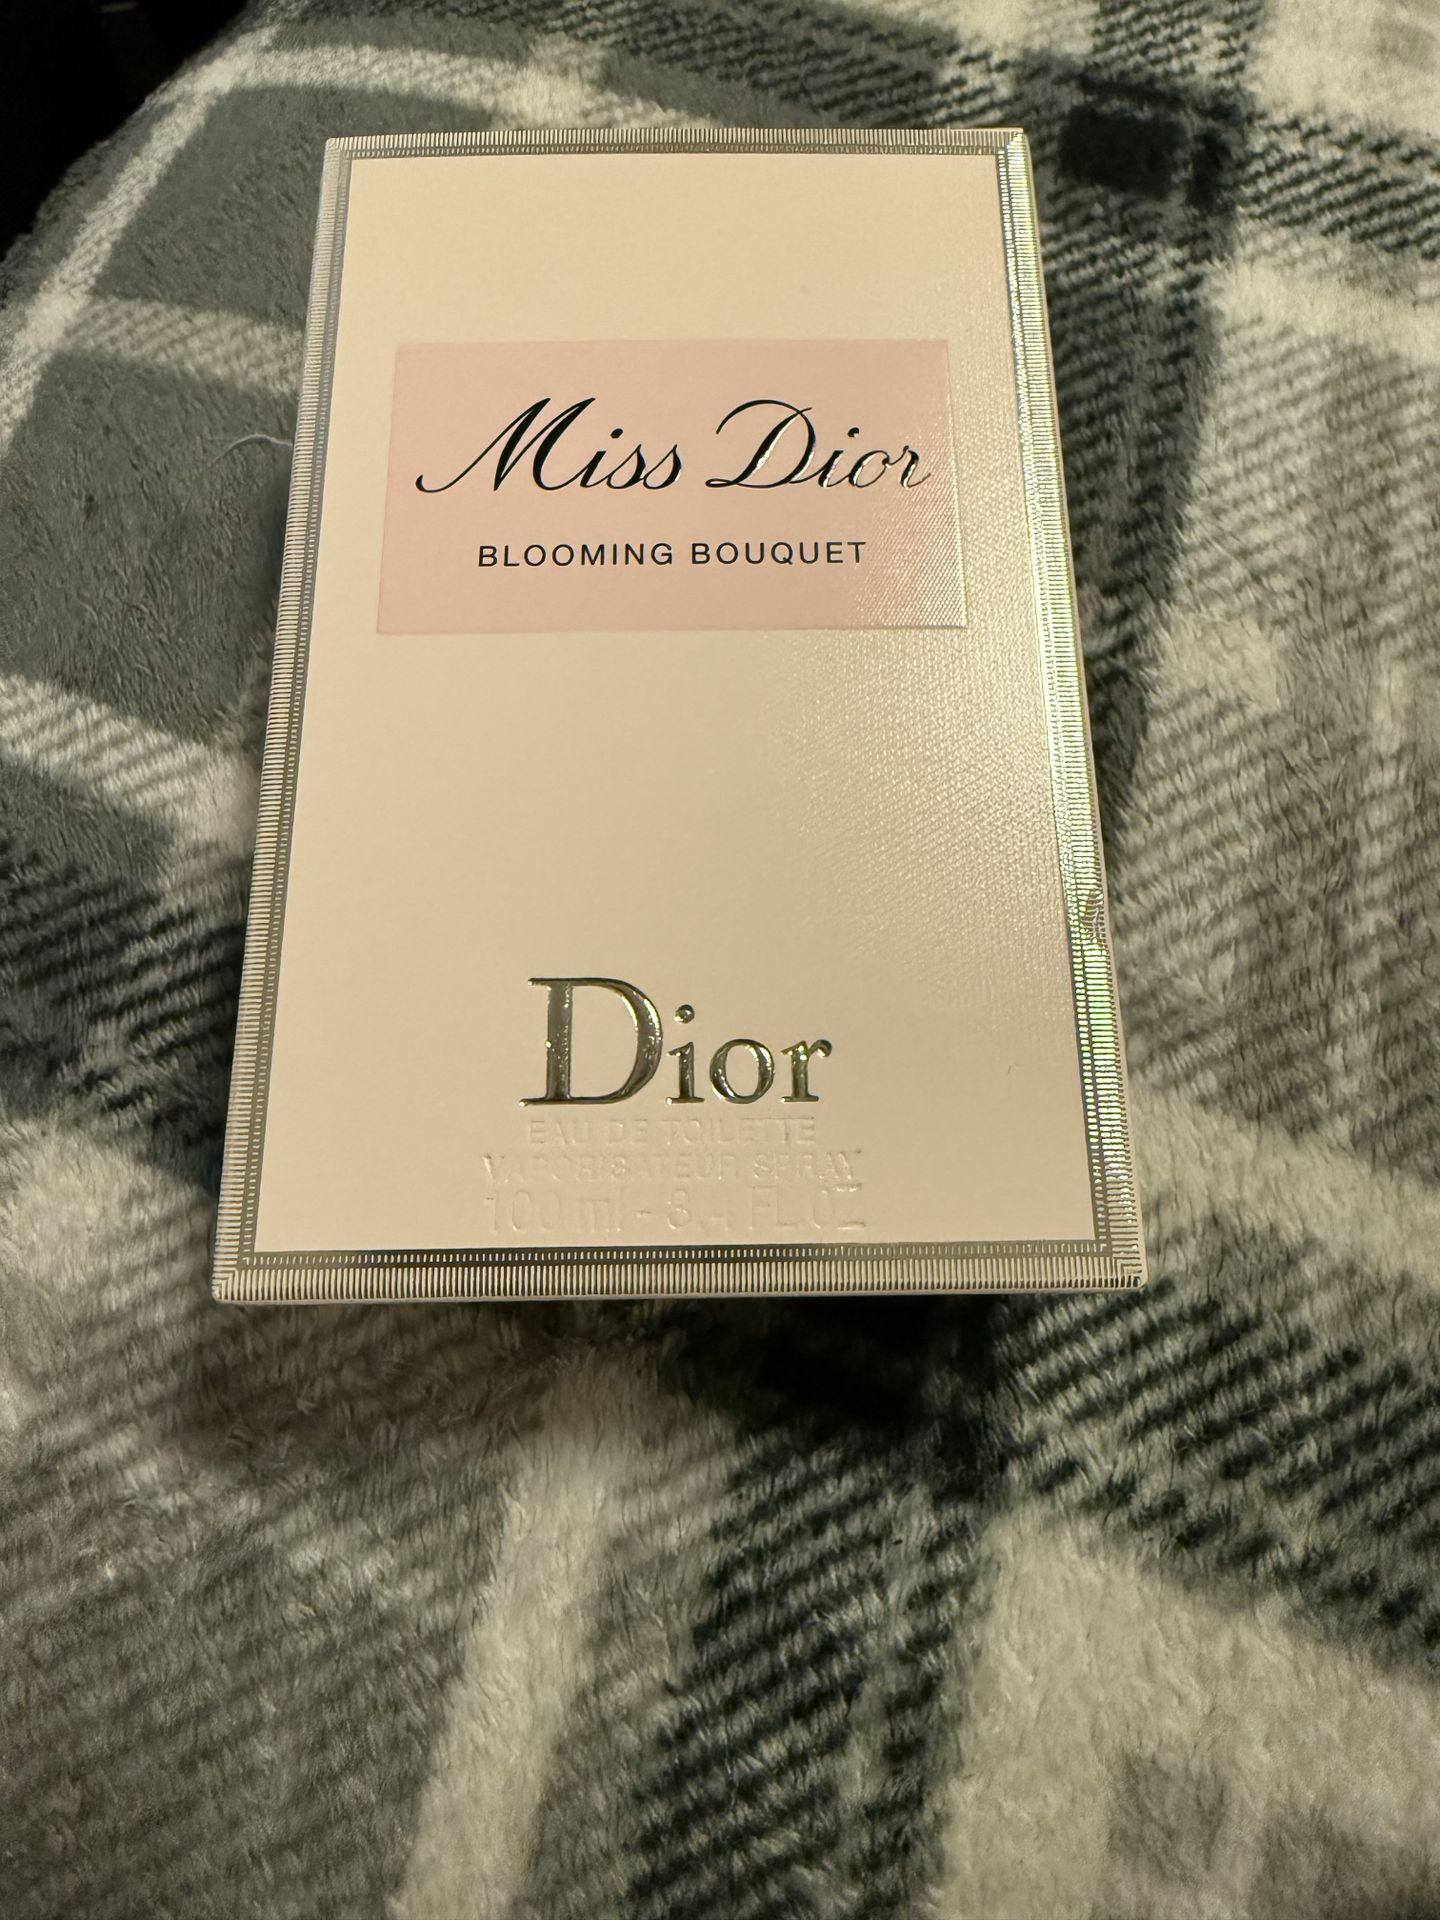 Miss Dior
BLOOMING BOUQUET
Dior
EAU DE TOILETTE
VAPORISATEUR SPRAY
100 ml - 3.4 FL.OZ